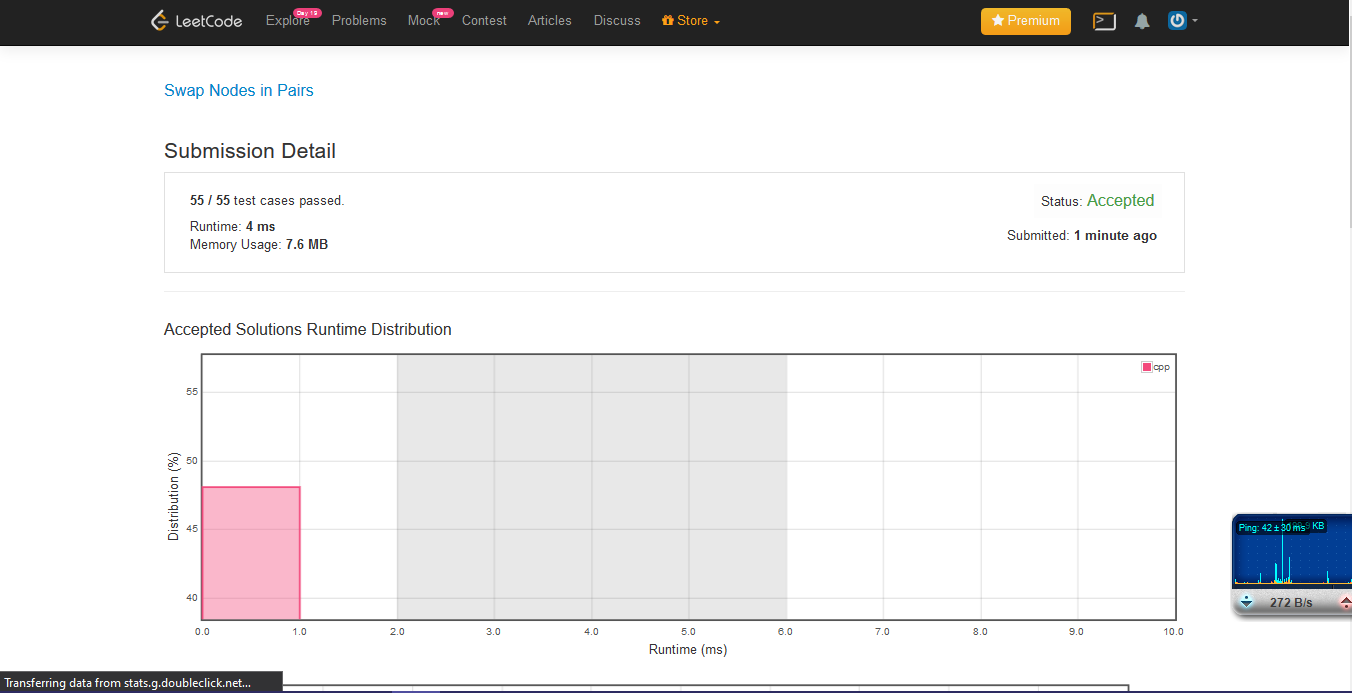 LeetCode Explore Day 19 Problems Mock new Contest Articles Discuss Store Premium
Swap Nodes in Pairs
Submission Detail
55 / 55 test cases passed.
Status: Accepted
Runtime: 4 ms
Memory Usage: 7.6 MB
Submitted: 1 minute ago
Accepted Solutions Runtime Distribution
cpp
55
50
45
40
Distribution (%)
0.0 1.0 2.0 3.0 4.0 5.0 6.0 7.0 8.0 9.0 10.0
Runtime (ms)
Ping: 42 ± 30 ms KB
272 B/s
Transferring data from stats.g.doubleclick.net...